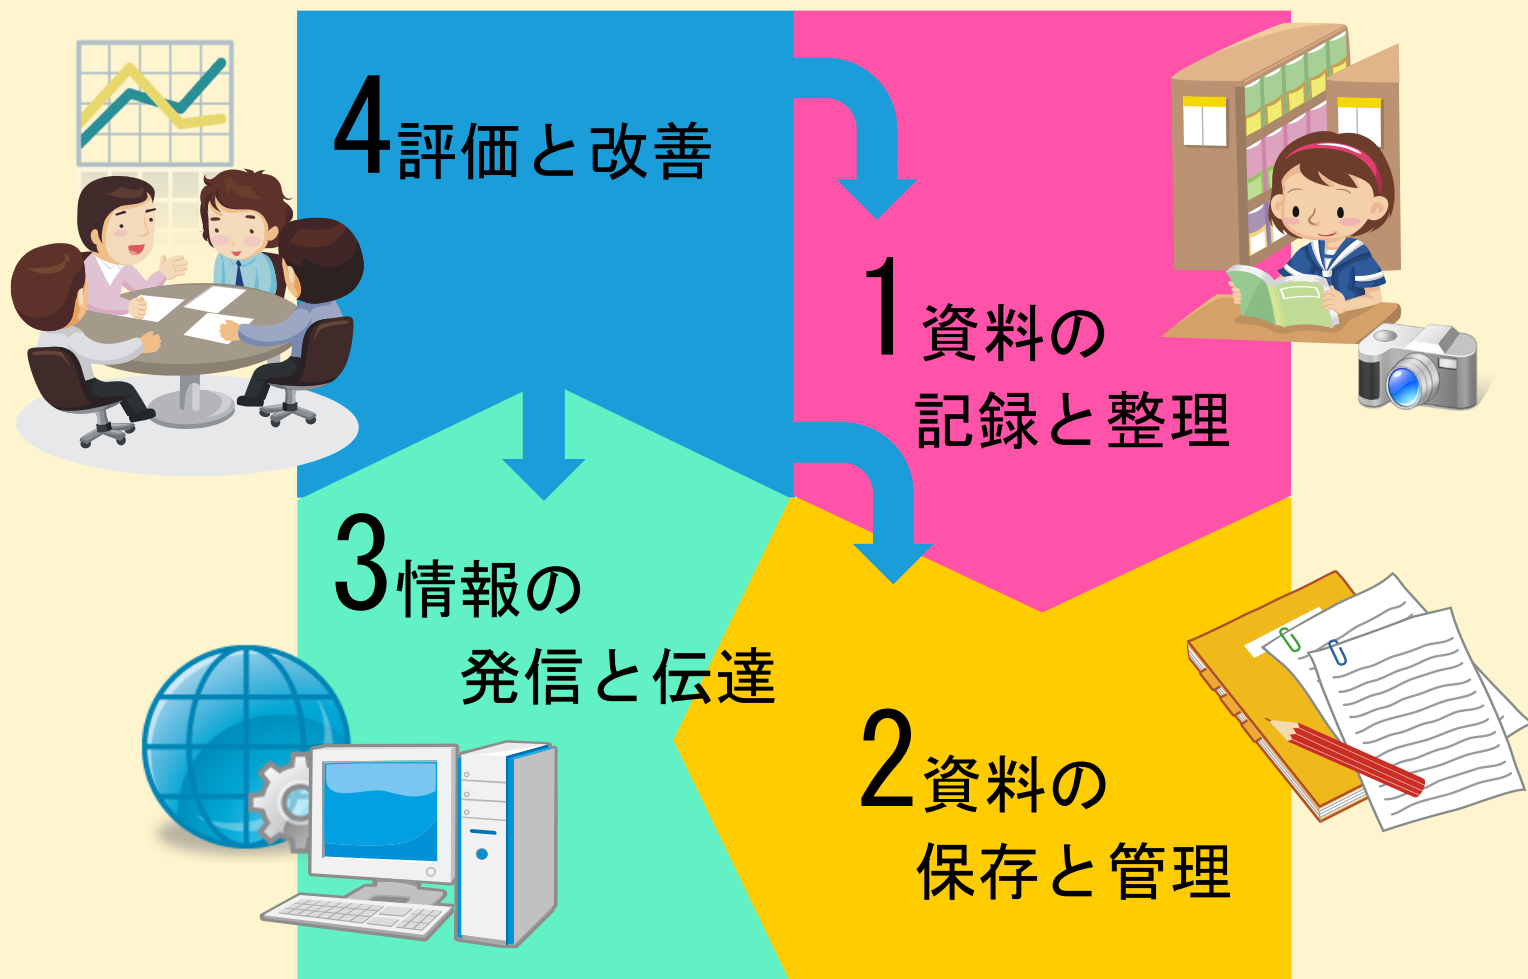 4評価と改善
1資料の
記録と整理
3情報の
発信と伝達
2資料の
保存と管理